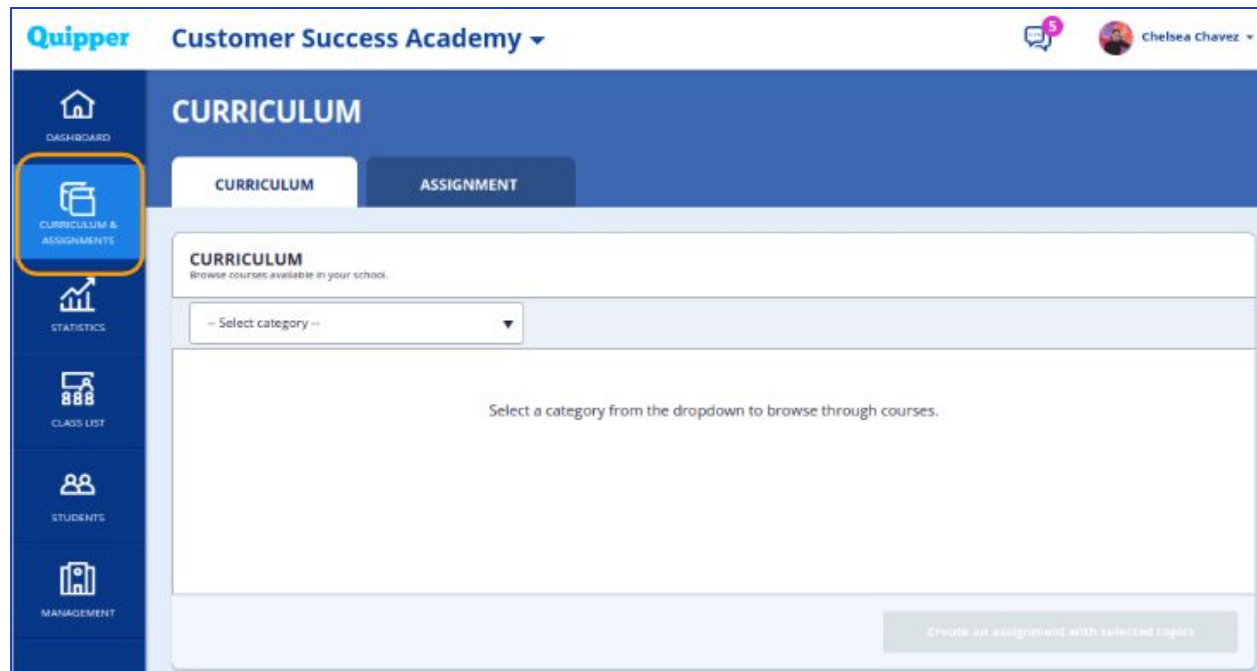 Quipper
Customer Success Academy
5
Chelsea Chavez
DASHBOARD
CURRICULUM &
ASSIGNMENTS
STATISTICS
CLASS LIST
STUDENTS
MANAGEMENT
CURRICULUM
CURRICULUM
ASSIGNMENT
CURRICULUM
Browse courses available in your school.
-- Select category --
Select a category from the dropdown to browse through courses.
Create an assignment with selected topics